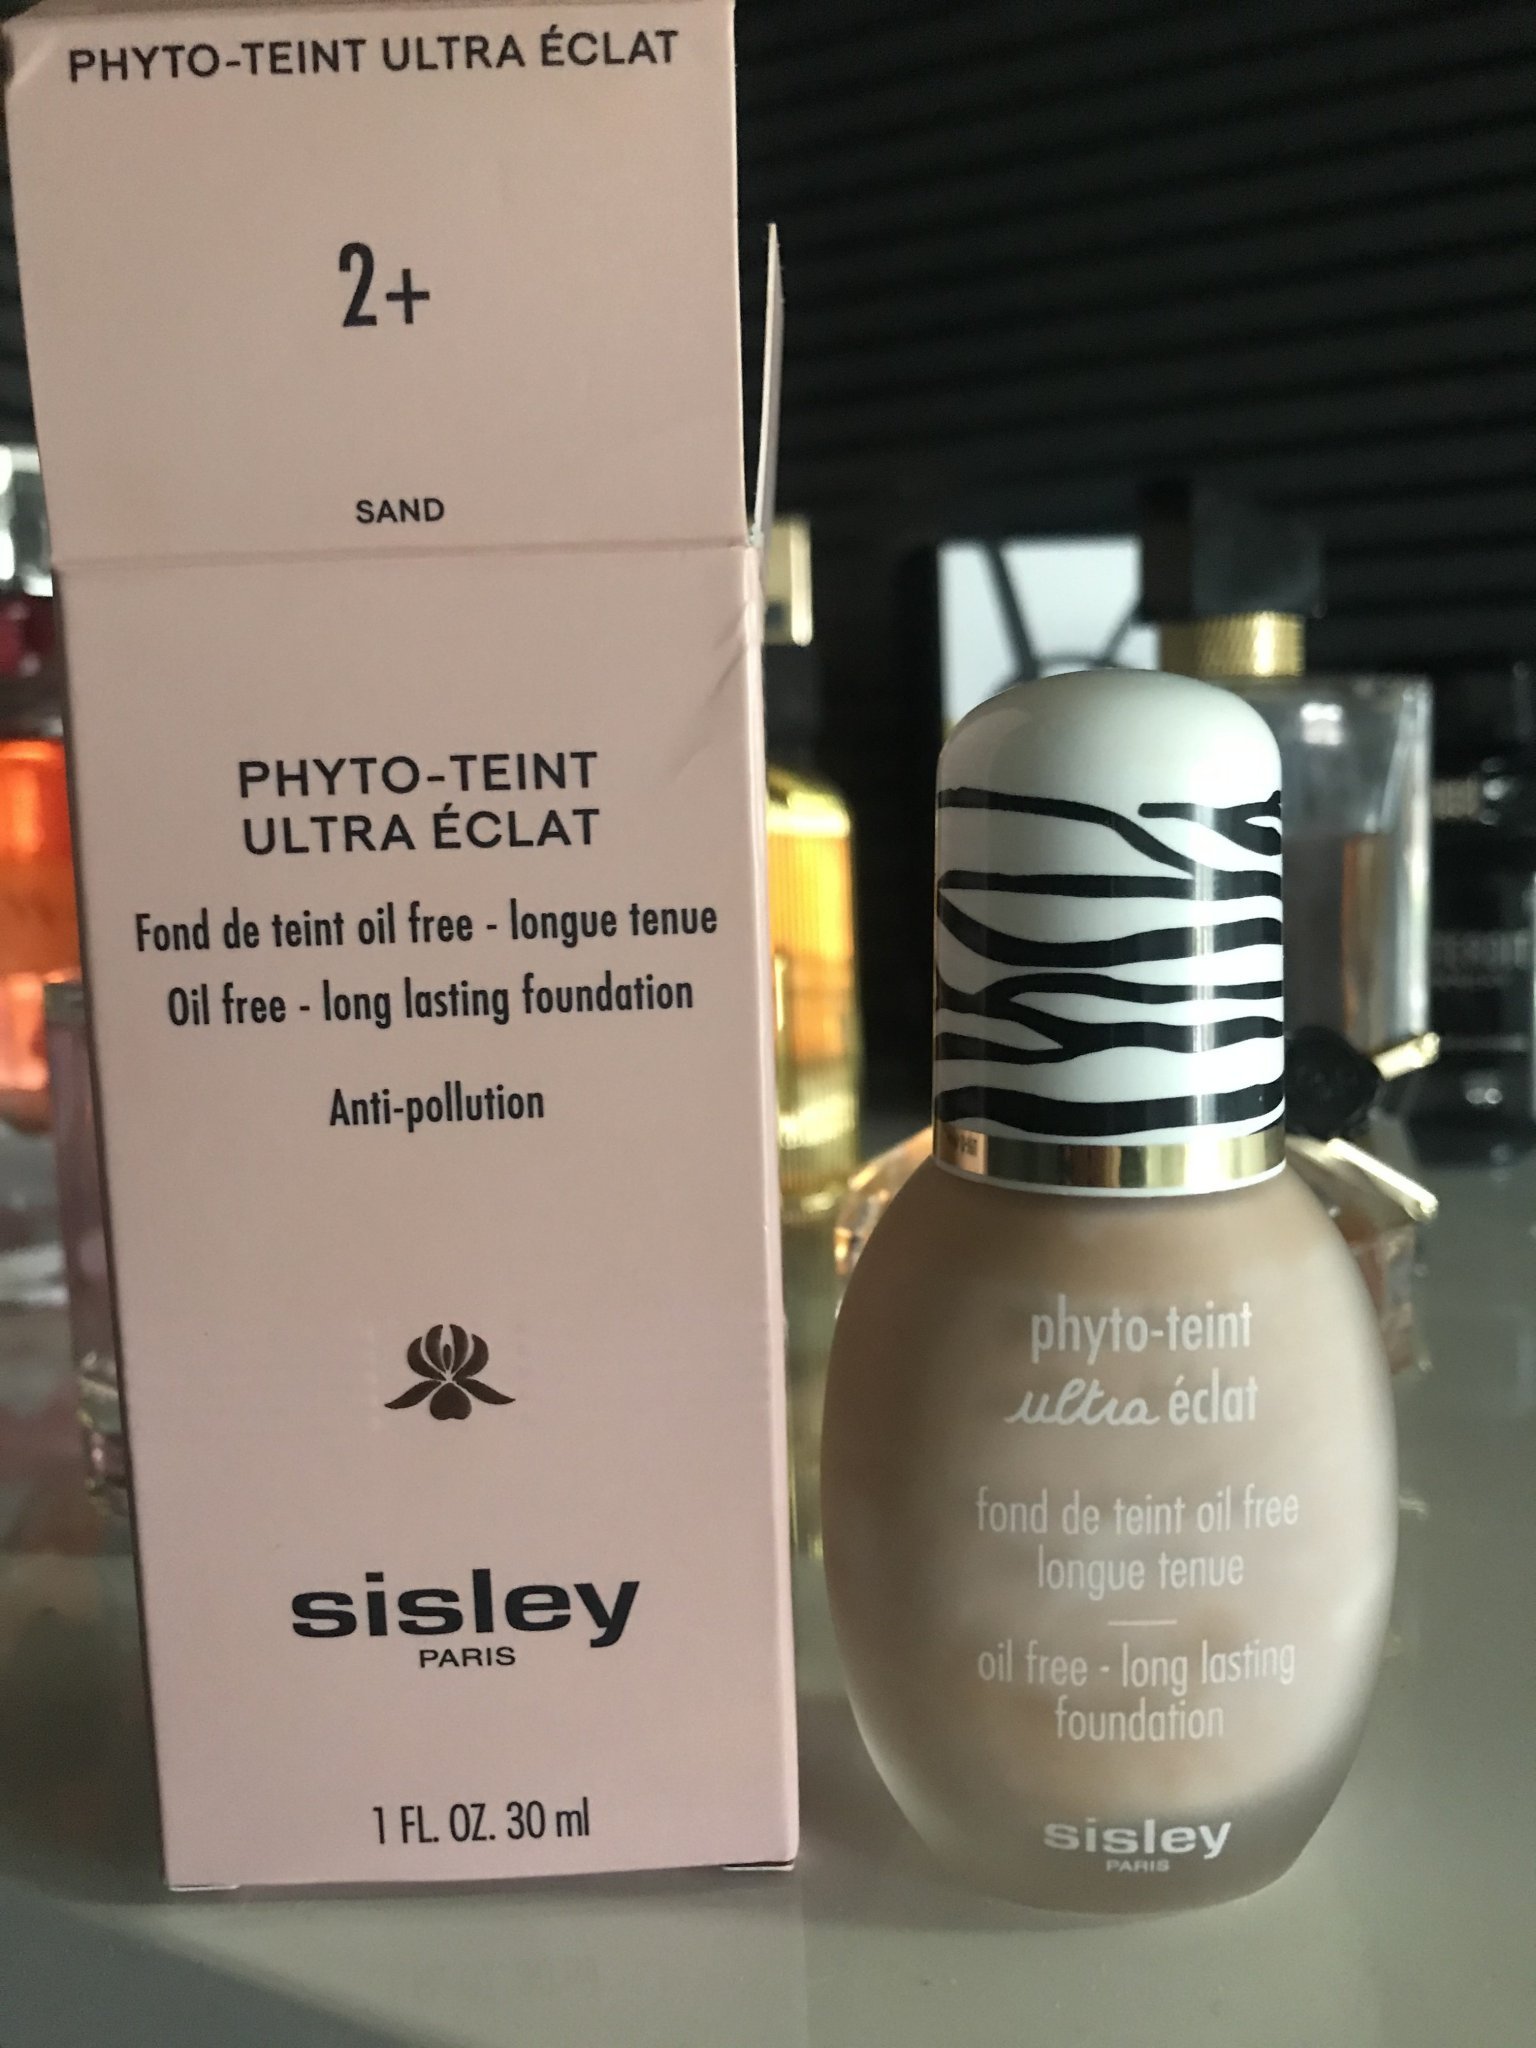 PHYTO-TEINT ULTRA ÉCLAT
2+
SAND
PHYTO-TEINT
ULTRA ÉCLAT
Fond de teint oil free - longue tenue
Oil free - long lasting foundation
Anti-pollution
sisley
PARIS
1 FL. OZ. 30 ml
phyto-teint
ultra éclat
fond de teint oil free
longue tenue
oil free - long lasting
foundation
sisley
PARIS